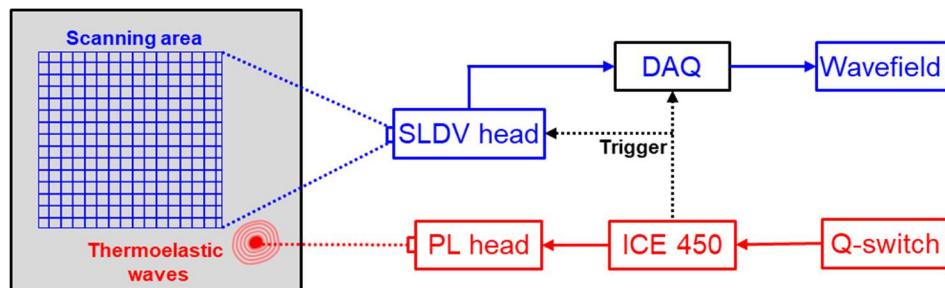 Scanning area
DAQ
Wavefield
SLDV head
Trigger
Thermoelastic
waves
PL head
ICE 450
Q-switch